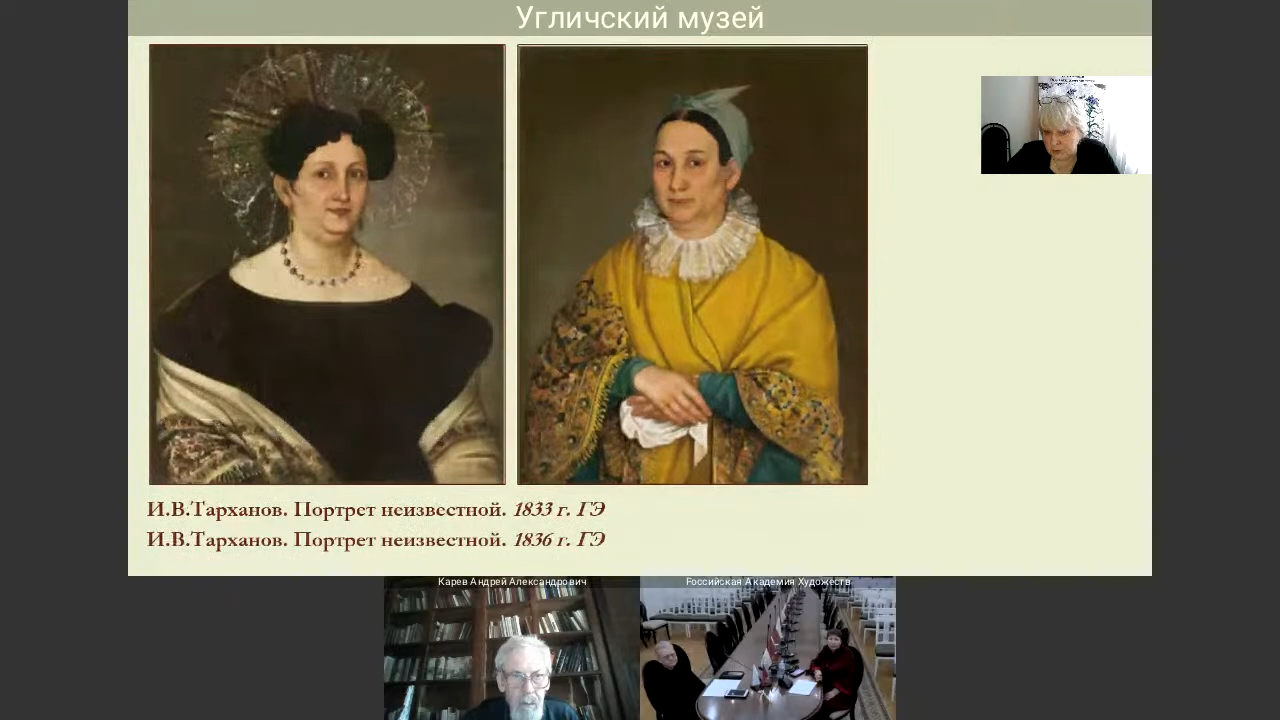 Угличский музей
И.В.Тарханов. Портрет неизвестной. 1833 г. ГЭ
И.В.Тарханов. Портрет неизвестной. 1836 г. ГЭ
Карев Андрей Александрович
Российская Академия Художеств